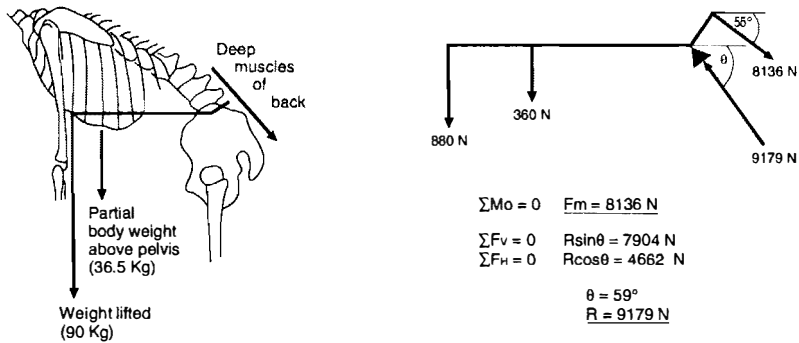 Deep
muscles
of
back
Partial
body weight
above pelvis
(36.5 Kg)
Weight lifted
(90 Kg)
55°
θ
8136 N
360 N
880 N
9179 N
ΣMo = 0 Fm = 8136 N
ΣFv = 0 Rsinθ = 7904 N
ΣFH = 0 Rcosθ = 4662 N
θ = 59°
R = 9179 N